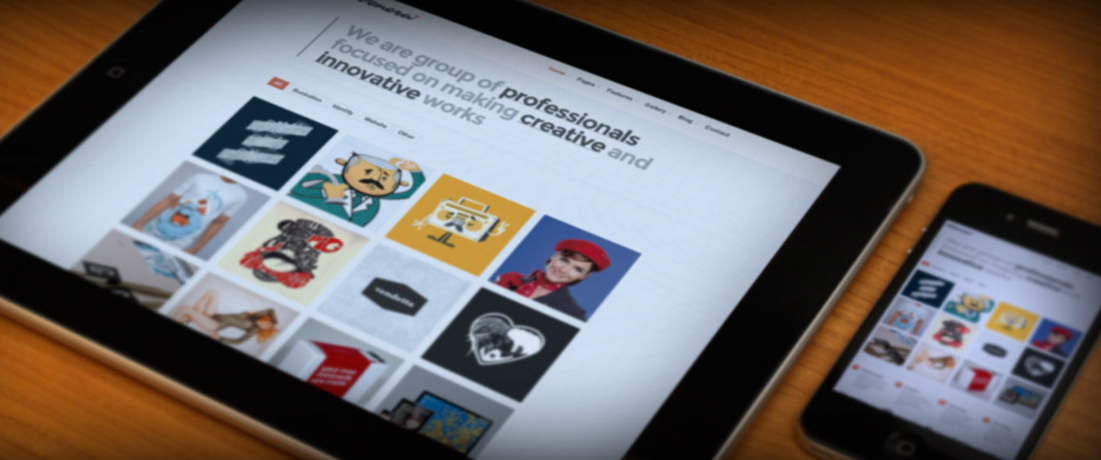 Home Pages Features Gallery Blog Contact
We are group of professionals
focused on making creative and
innovative works
All Illustration Identity Website Other
vendetta